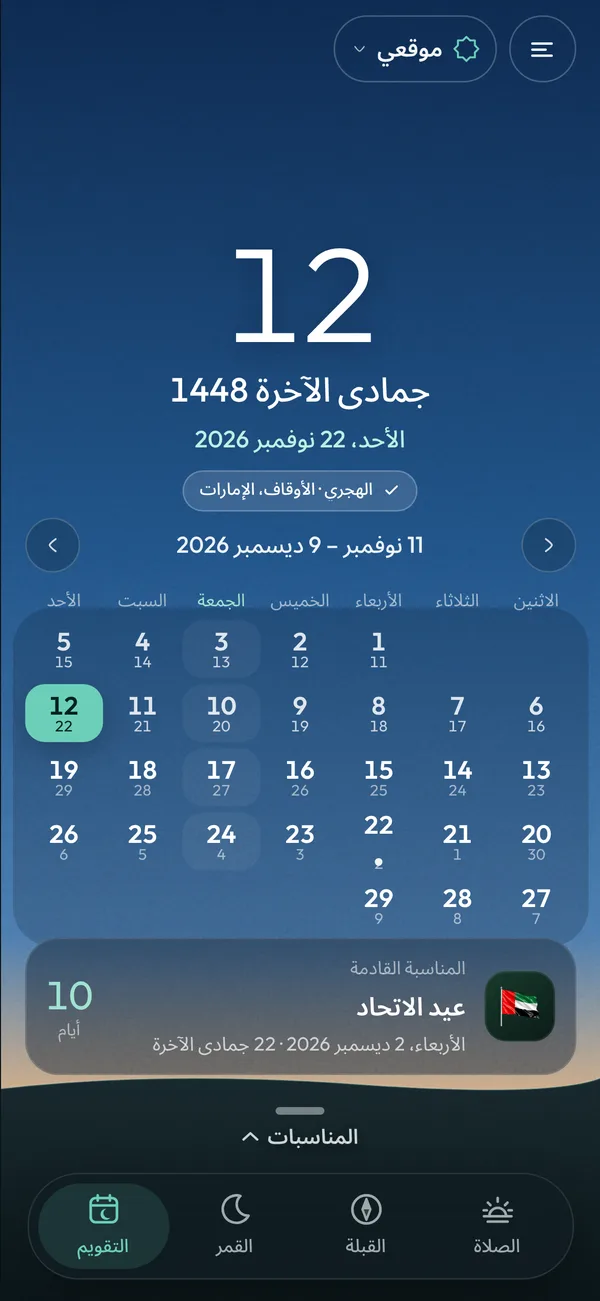 موقعي
12
جمادى الآخرة 1448
الأحد، 22 نوفمبر 2026
الهجري · الأوقاف، الإمارات
11 نوفمبر – 9 ديسمبر 2026
الاثنين الثلاثاء الأربعاء الخميس الجمعة السبت الأحد
1 2 3 4 5
11 12 13 14 15
6 7 8 9 10 11 12
16 17 18 19 20 21 22
13 14 15 16 17 18 19
23 24 25 26 27 28 29
20 21 22 23 24 25 26
30 1 2 3 4 5 6
27 28 29
7 8 9
المناسبة القادمة
عيد الاتحاد
الأربعاء، 2 ديسمبر 2026 · 22 جمادى الآخرة
10
أيام
المناسبات
الصلاة القبلة القمر التقويم